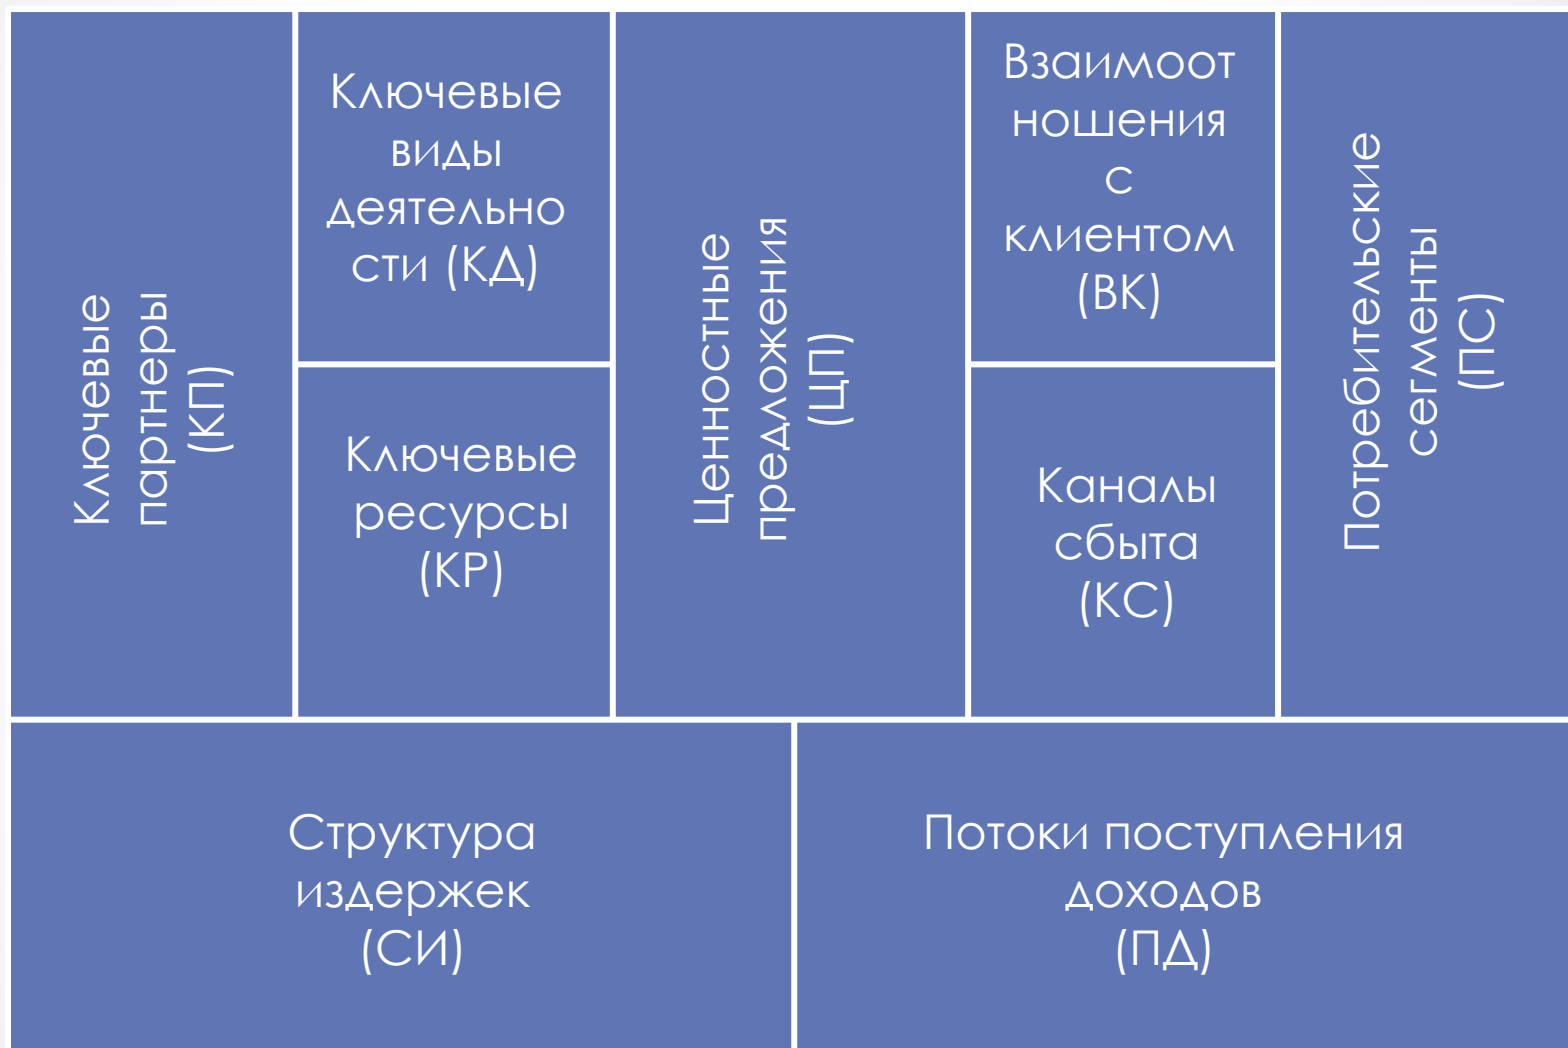 Ключевые
партнеры
(КП)
Ключевые
виды
деятельно
сти (КД)
Ключевые
ресурсы
(КР)
Ценностные
предложения
(ЦП)
Взаимоот
ношения
с
клиентом
(ВК)
Каналы
сбыта
(КС)
Потребительские
сегменты
(ПС)
Структура
издержек
(СИ)
Потоки поступления
доходов
(ПД)